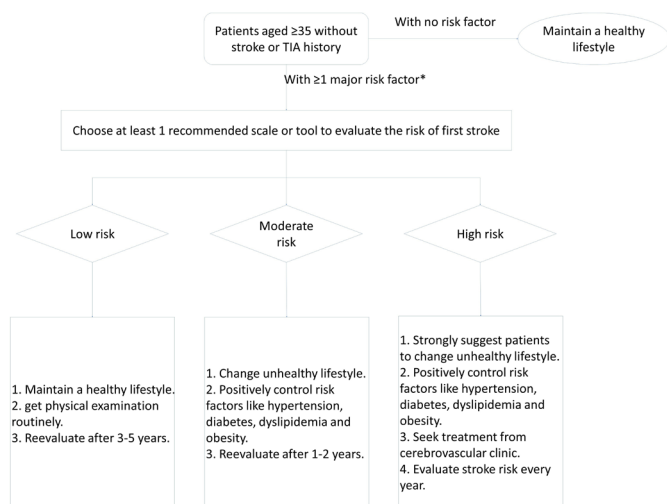 Patients aged ≥35 without
stroke or TIA history
With no risk factor
Maintain a healthy
lifestyle
With ≥1 major risk factor*
Choose at least 1 recommended scale or tool to evaluate the risk of first stroke
Low risk
Moderate
risk
High risk
1. Maintain a healthy lifestyle.
2. get physical examination
routinely.
3. Reevaluate after 3-5 years.
1. Change unhealthy lifestyle.
2. Positively control risk
factors like hypertension,
diabetes, dyslipidemia and
obesity.
3. Reevaluate after 1-2 years.
1. Strongly suggest patients
to change unhealthy lifestyle.
2. Positively control risk
factors like hypertension,
diabetes, dyslipidemia and
obesity.
3. Seek treatment from
cerebrovascular clinic.
4. Evaluate stroke risk every
year.